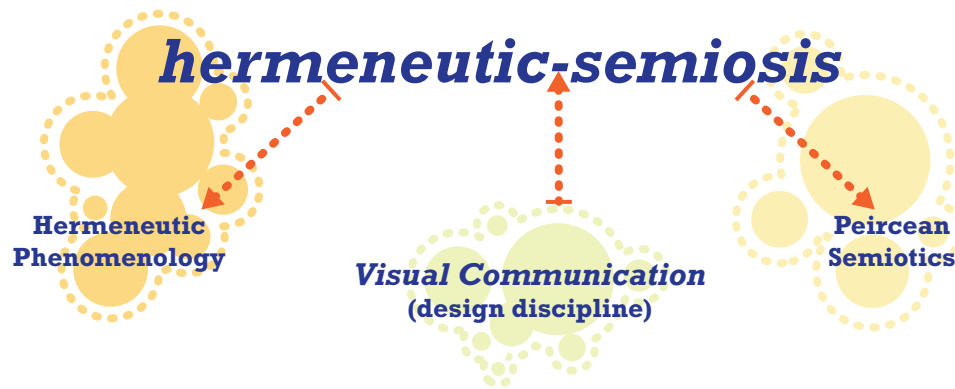 hermeneutic-semiosis
Hermeneutic
Phenomenology
Visual Communication
(design discipline)
Peircean
Semiotics